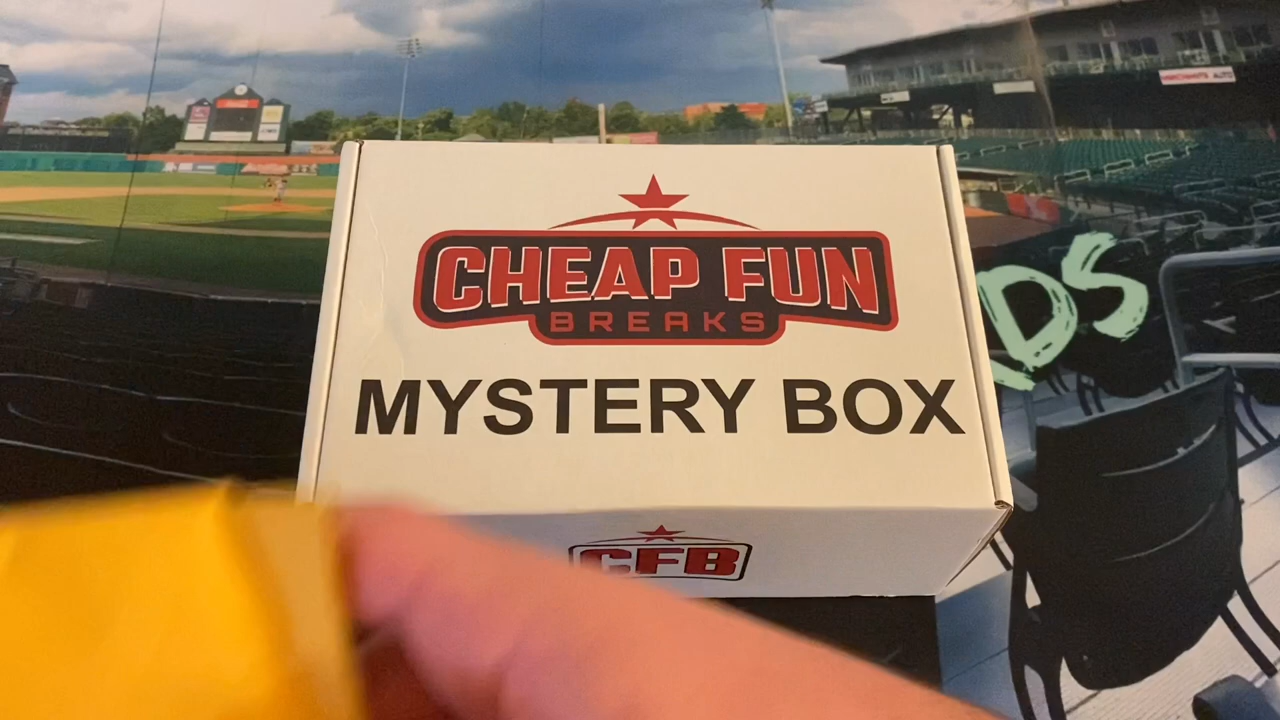 CHEAP FUN
BREAKS
MYSTERY BOX
CFB
DS